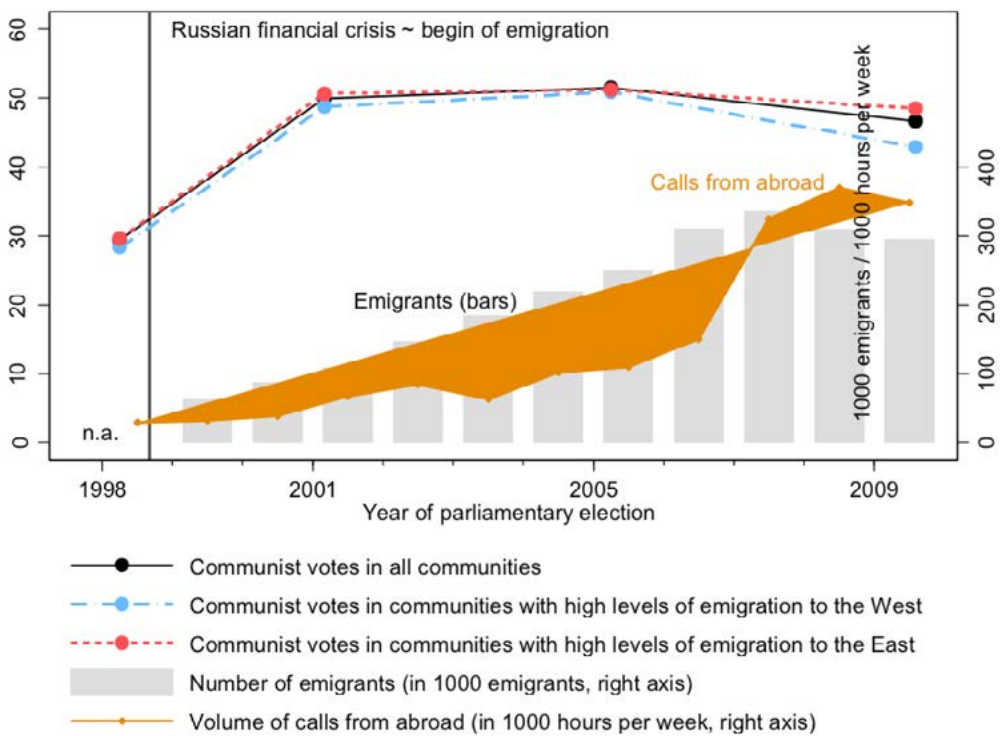 Russian financial crisis ~ begin of emigration
60
50
40
30
20
10
0
400
300
200
100
0
1000 emigrants / 1000 hours per week
Calls from abroad
Emigrants (bars)
n.a.
1998
2001
2005
2009
Year of parliamentary election
Communist votes in all communities
Communist votes in communities with high levels of emigration to the West
Communist votes in communities with high levels of emigration to the East
Number of emigrants (in 1000 emigrants, right axis)
Volume of calls from abroad (in 1000 hours per week, right axis)